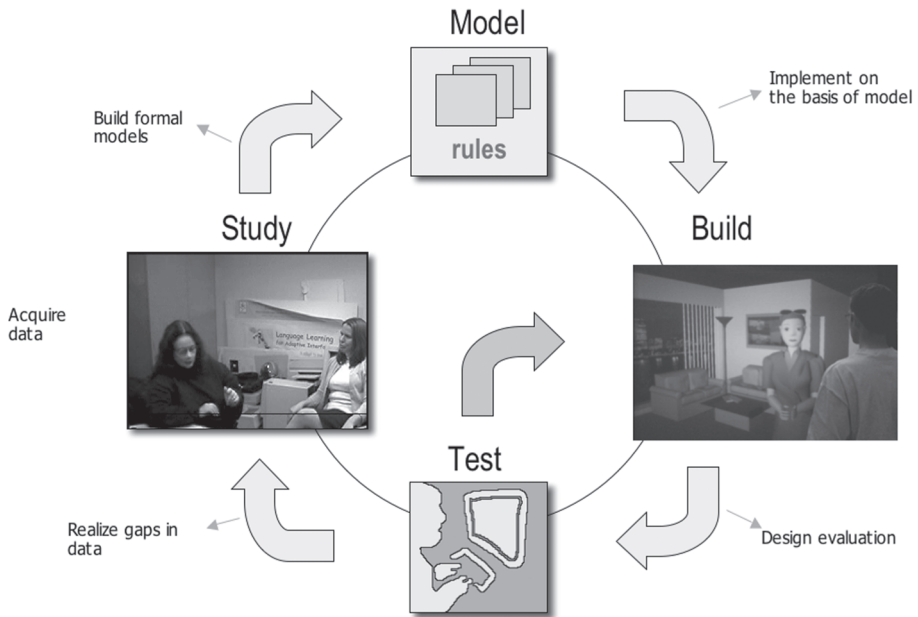 Model
Implement on
the basis of model
Build formal
models
rules
Study
Build
Acquire
data
Language Learning
Test
Realize gaps in
data
Design evaluation